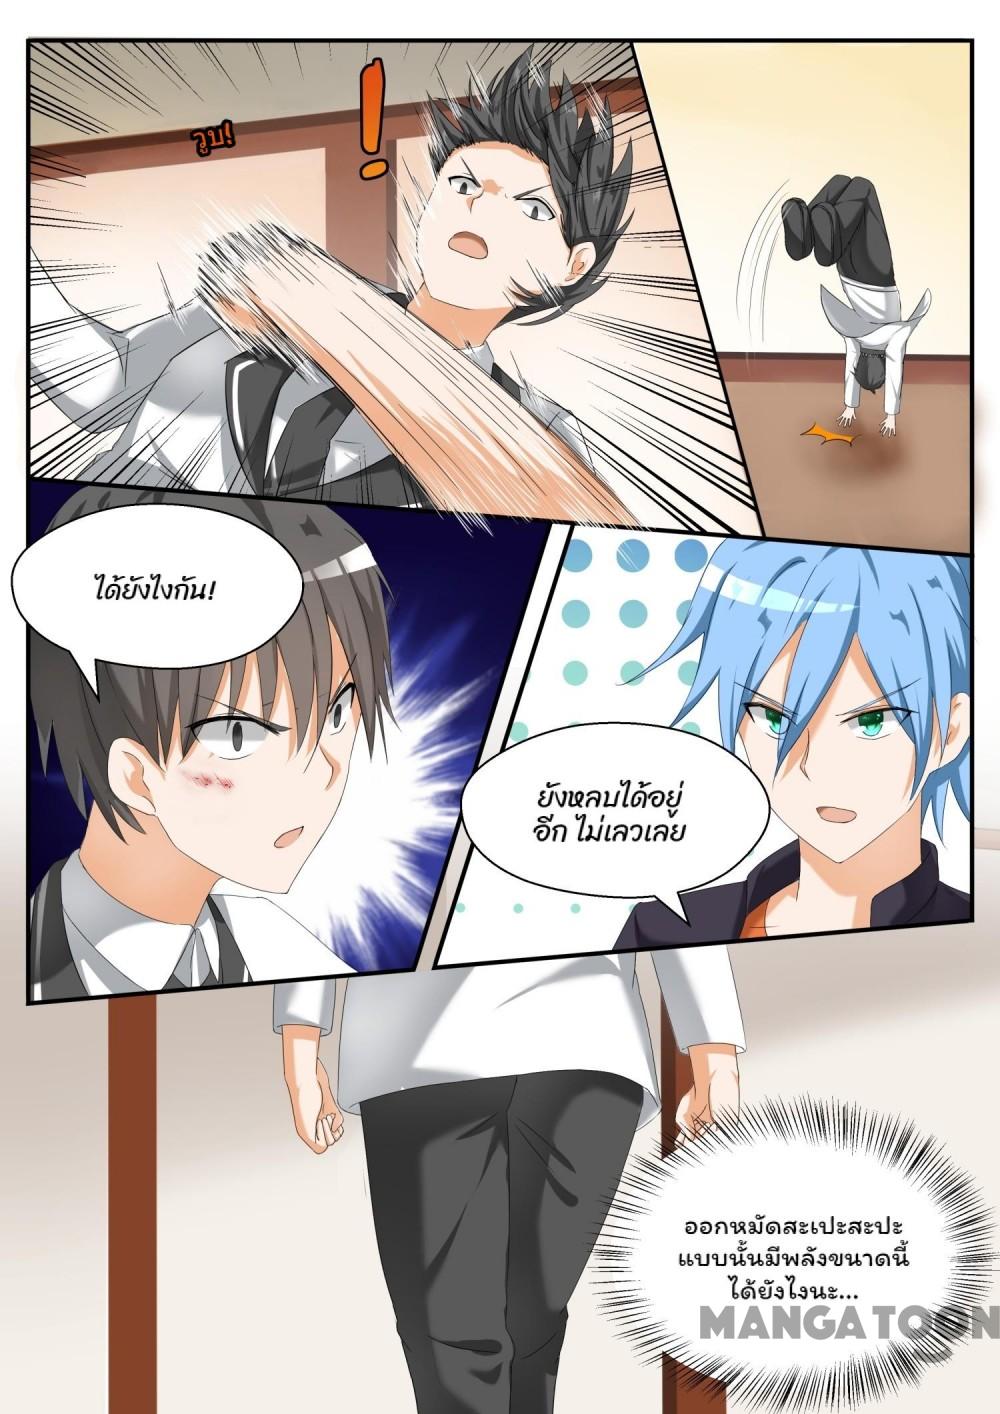 วูบ!
!
ได้ยังไงกัน!
ยังหลบได้อยู่
อีก ไม่เลวเลย
ออกหมัดสะเปะสะปะ
แบบนั้นมีพลังขนาดนี้
ได้ยังไงนะ...
MANGATOON